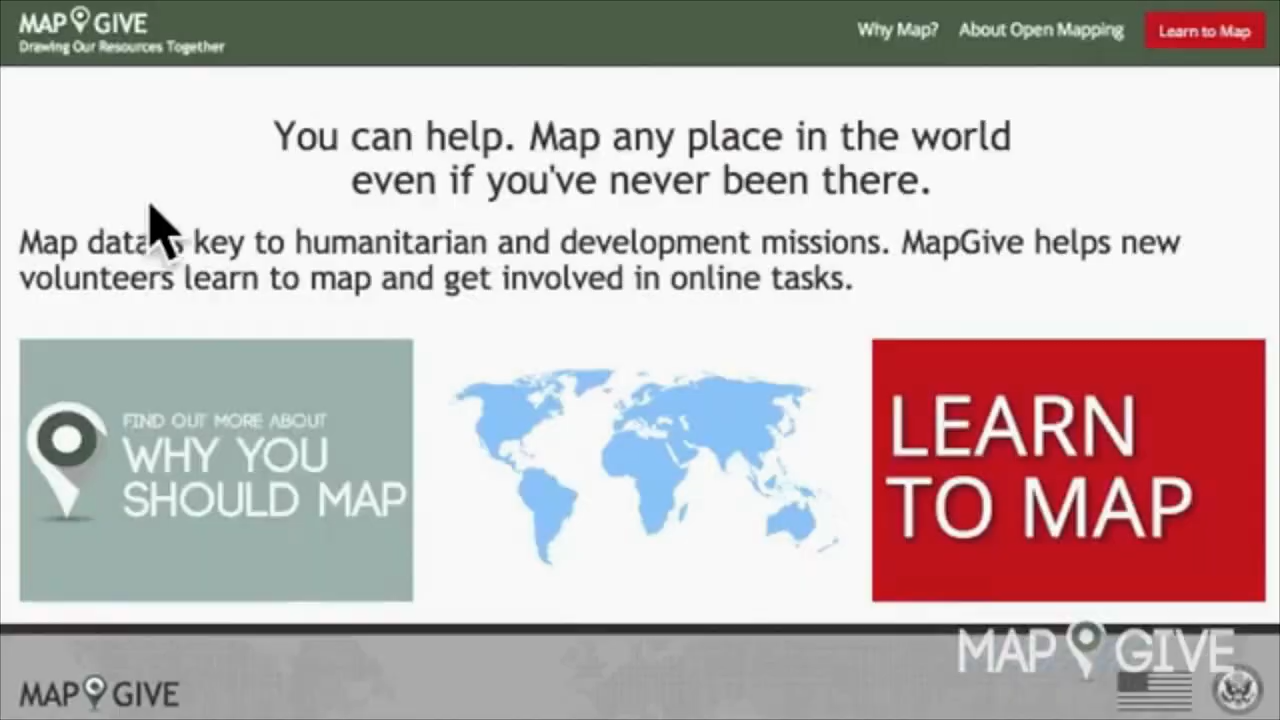 MAP GIVE
Drawing Our Resources Together
Why Map?
About Open Mapping
Learn to Map
You can help. Map any place in the world
even if you've never been there.
Map data key to humanitarian and development missions. MapGive helps new
volunteers learn to map and get involved in online tasks.
FIND OUT MORE ABOUT
WHY YOU
SHOULD MAP
LEARN
TO MAP
MAP GIVE
MAP GIVE